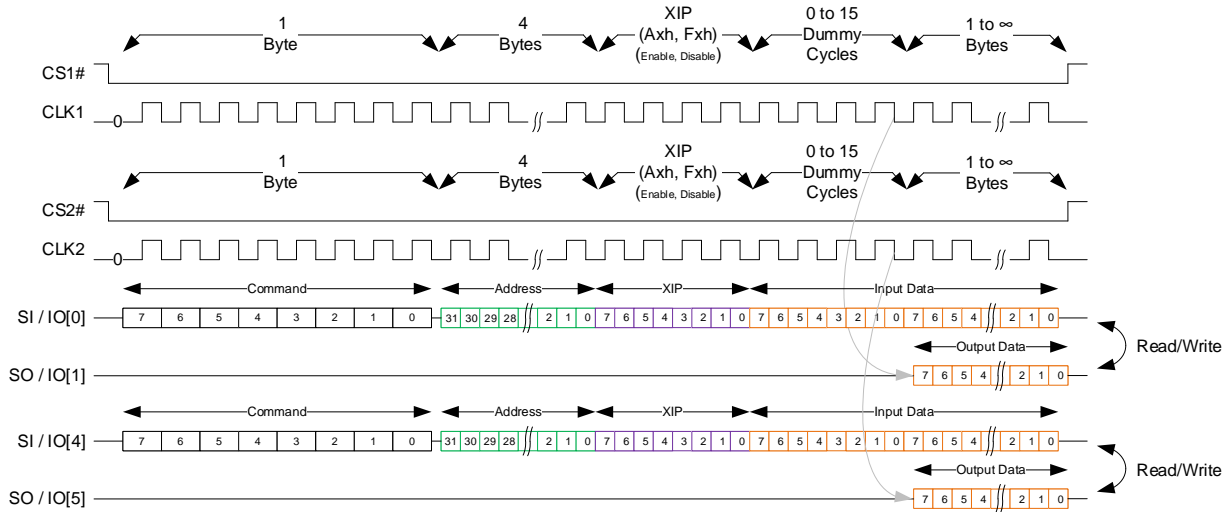 1 4 XIP 0 to 15 1 to ∞
Byte Bytes (Axh, Fxh) Dummy Bytes
(Enable, Disable) Cycles
CS1#
CLK1 0
1 4 XIP 0 to 15 1 to ∞
Byte Bytes (Axh, Fxh) Dummy Bytes
(Enable, Disable) Cycles
CS2#
CLK2 0
Command Address XIP Input Data
SI / IO[0] 7 6 5 4 3 2 1 0 31 30 29 28 2 1 0 7 6 5 4 3 2 1 0 7 6 5 4 3 2 1 0 7 6 5 4 2 1 0
Output Data Read/Write
SO / IO[1] 7 6 5 4 2 1 0
Command Address XIP Input Data
SI / IO[4] 7 6 5 4 3 2 1 0 31 30 29 28 2 1 0 7 6 5 4 3 2 1 0 7 6 5 4 3 2 1 0 7 6 5 4 2 1 0
Output Data Read/Write
SO / IO[5] 7 6 5 4 2 1 0